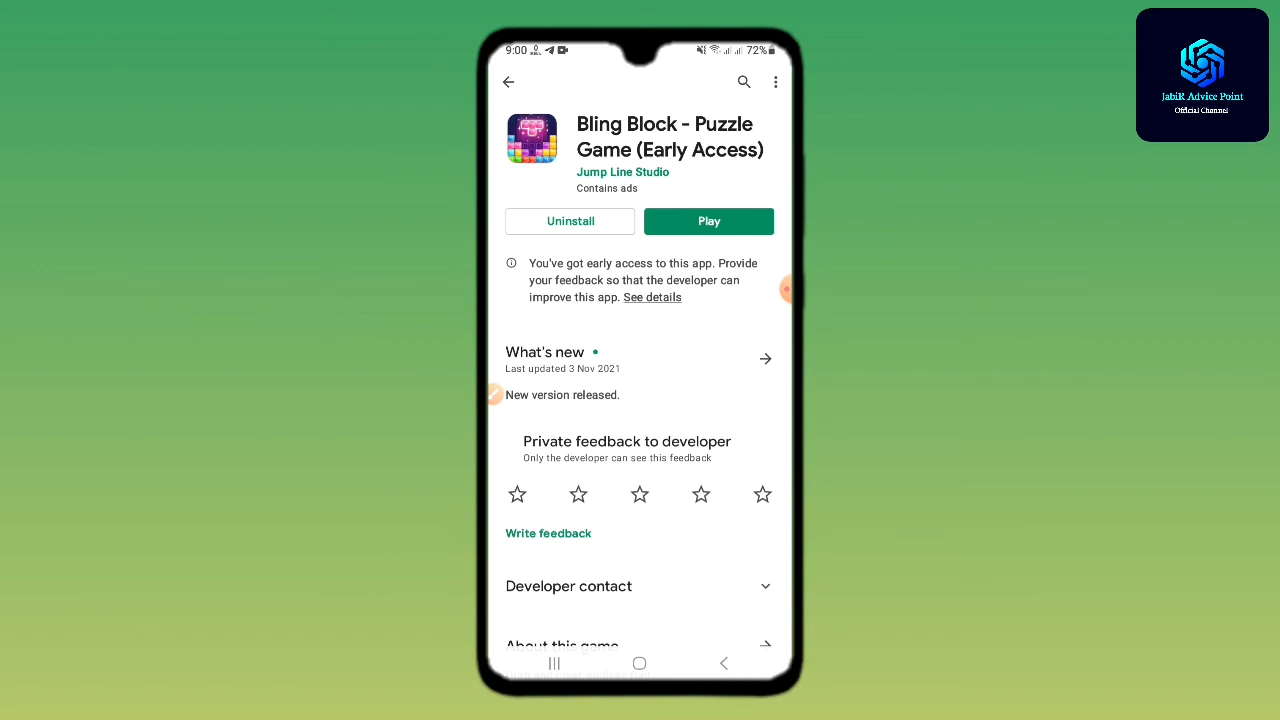 9:00
72%
JabiR Advice Point
Official Channel
Bling Block - Puzzle
Game (Early Access)
Jump Line Studio
Contains ads
Uninstall
Play
You've got early access to this app. Provide
your feedback so that the developer can
improve this app. See details
What's new
Last updated 3 Nov 2021
New version released.
Private feedback to developer
Only the developer can see this feedback
Write feedback
Developer contact
About this game